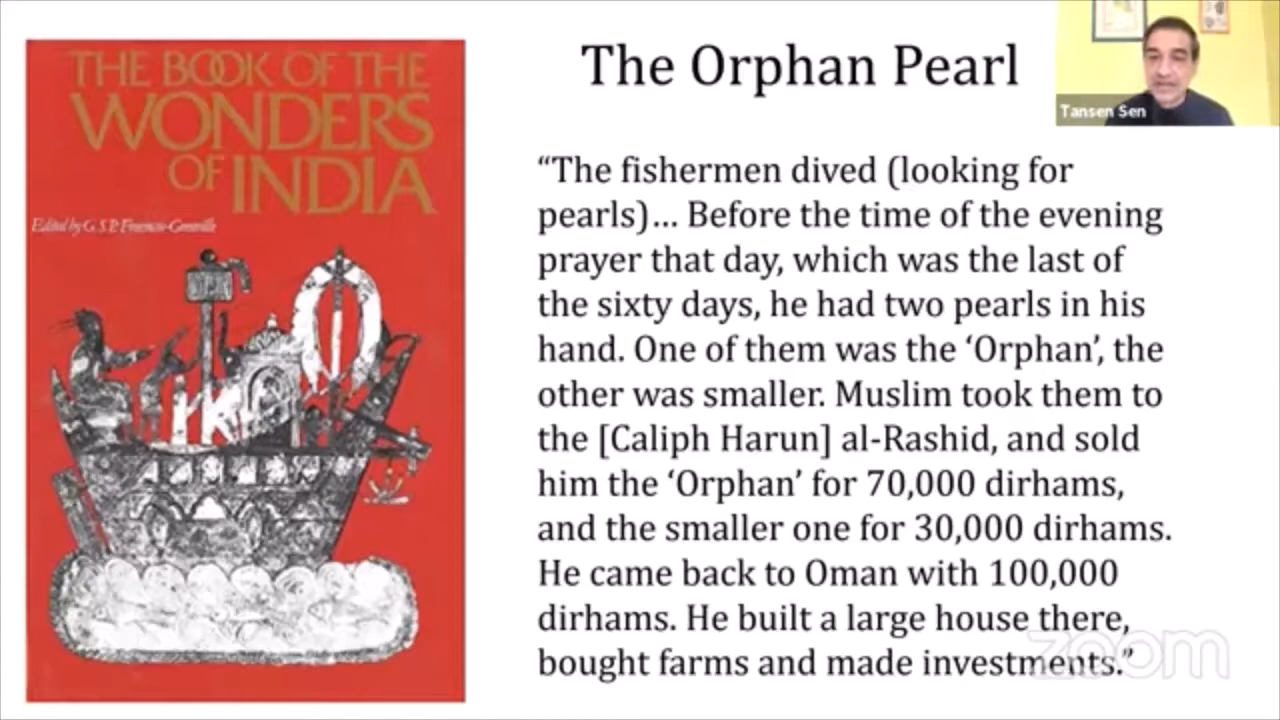 THE BOOK OF THE
WONDERS
OF INDIA
Edited by G.S.P. Freeman-Grenville
The Orphan Pearl
Tansen Sen
“The fishermen dived (looking for
pearls)… Before the time of the evening
prayer that day, which was the last of
the sixty days, he had two pearls in his
hand. One of them was the ‘Orphan’, the
other was smaller. Muslim took them to
the [Caliph Harun] al-Rashid, and sold
him the ‘Orphan’ for 70,000 dirhams,
and the smaller one for 30,000 dirhams.
He came back to Oman with 100,000
dirhams. He built a large house there,
bought farms and made investments.”
zoom